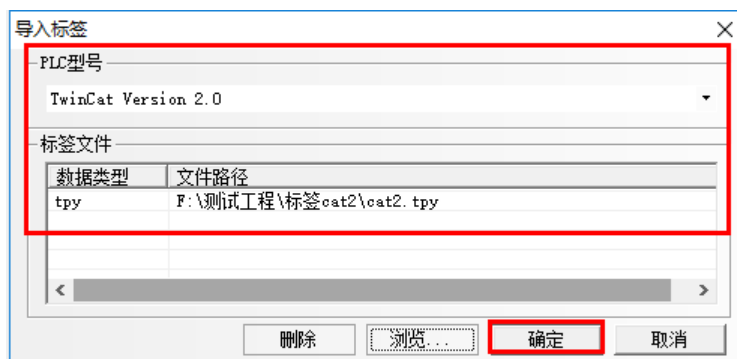 导入标签
PLC型号
TwinCat Version 2.0
标签文件
数据类型 文件路径
tpy F:\测试工程\标签cat2\cat2.tpy
删除 浏览... 确定 取消